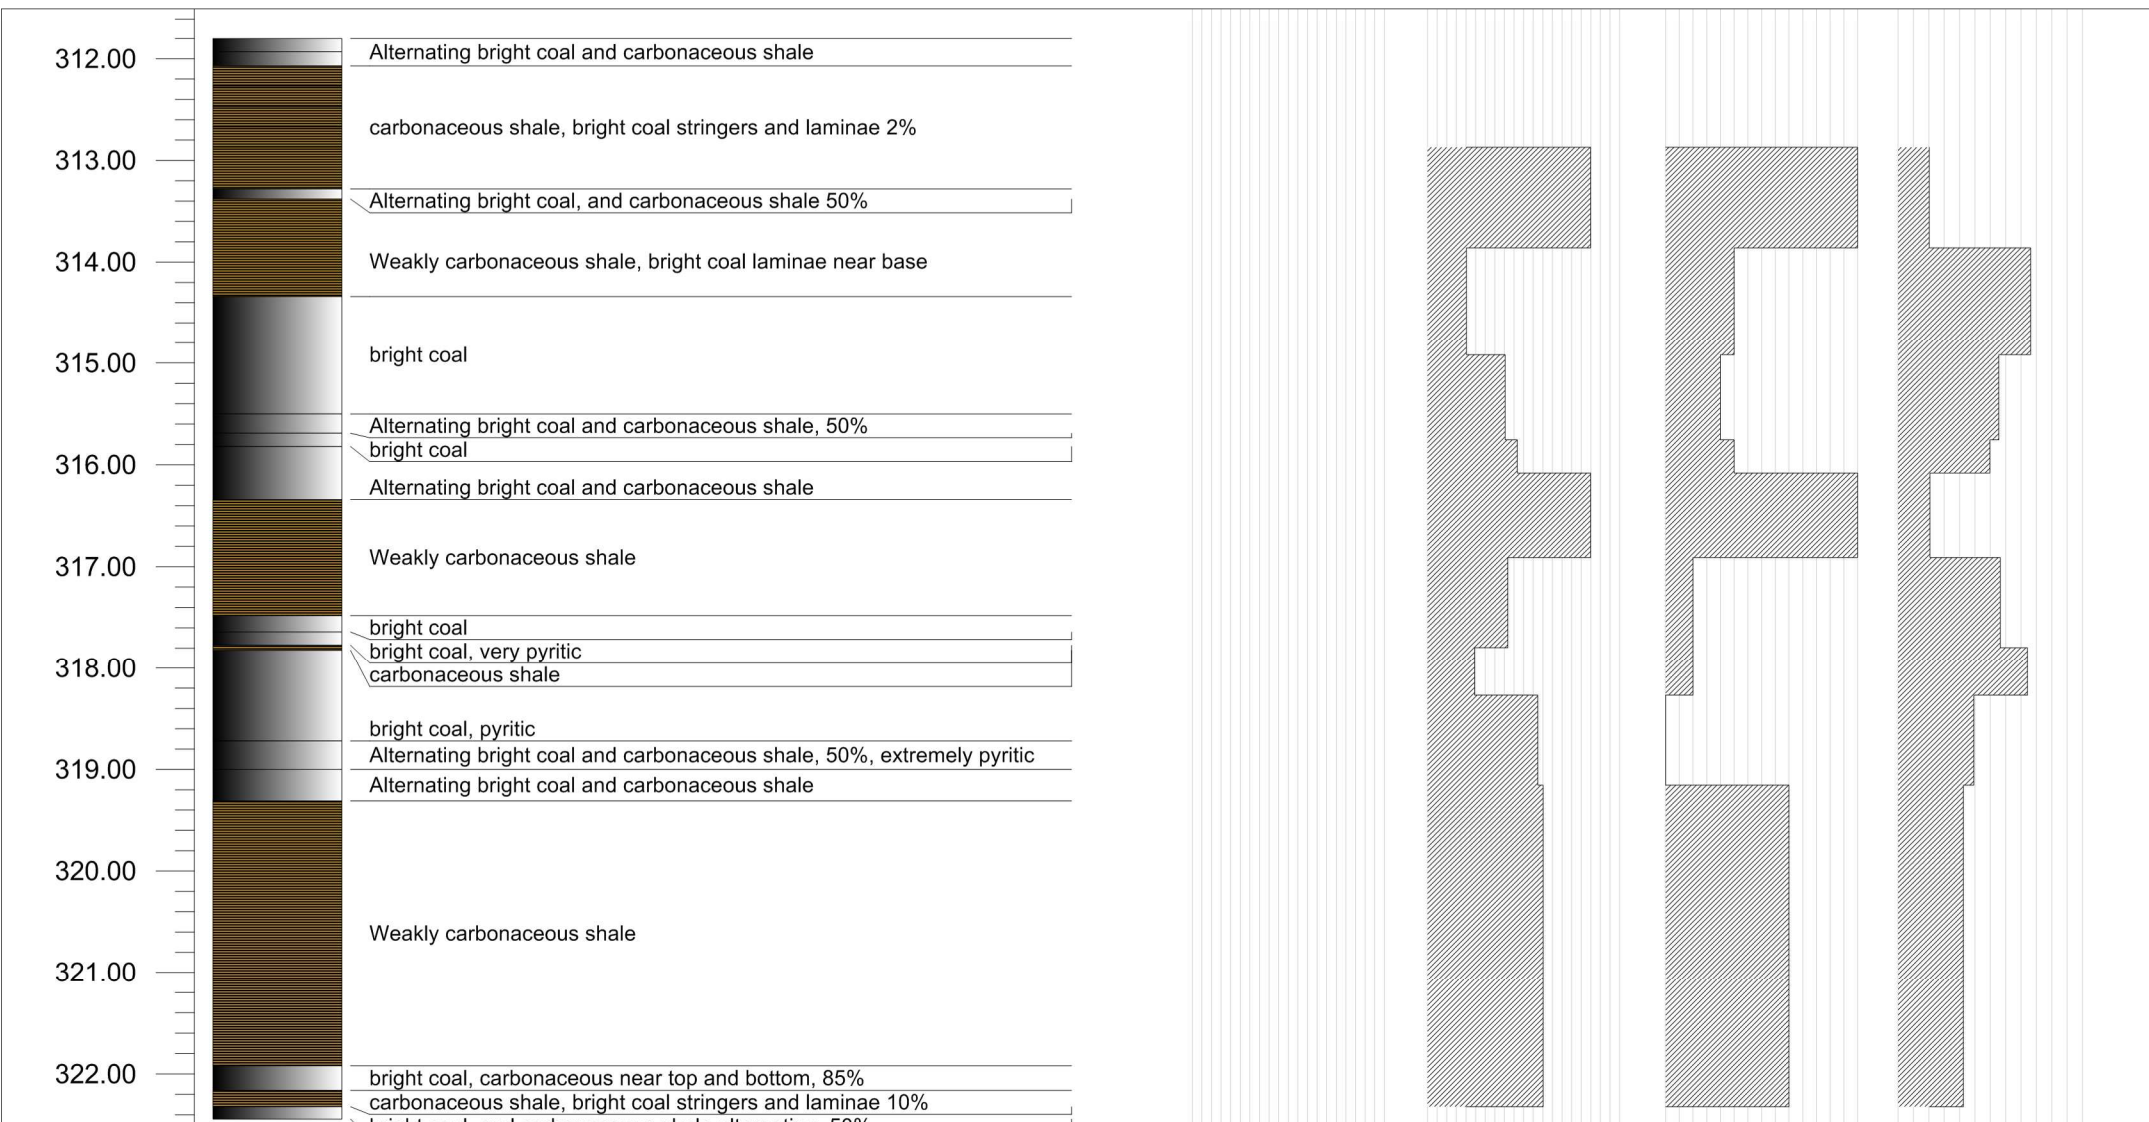 312.00
Alternating bright coal and carbonaceous shale
carbonaceous shale, bright coal stringers and laminae 2%
313.00
Alternating bright coal, and carbonaceous shale 50%
314.00
Weakly carbonaceous shale, bright coal laminae near base
315.00
bright coal
Alternating bright coal and carbonaceous shale, 50%
bright coal
316.00
Alternating bright coal and carbonaceous shale
317.00
Weakly carbonaceous shale
bright coal
bright coal, very pyritic
318.00
carbonaceous shale
bright coal, pyritic
Alternating bright coal and carbonaceous shale, 50%, extremely pyritic
319.00
Alternating bright coal and carbonaceous shale
320.00
Weakly carbonaceous shale
321.00
322.00
bright coal, carbonaceous near top and bottom, 85%
carbonaceous shale, bright coal stringers and laminae 10%